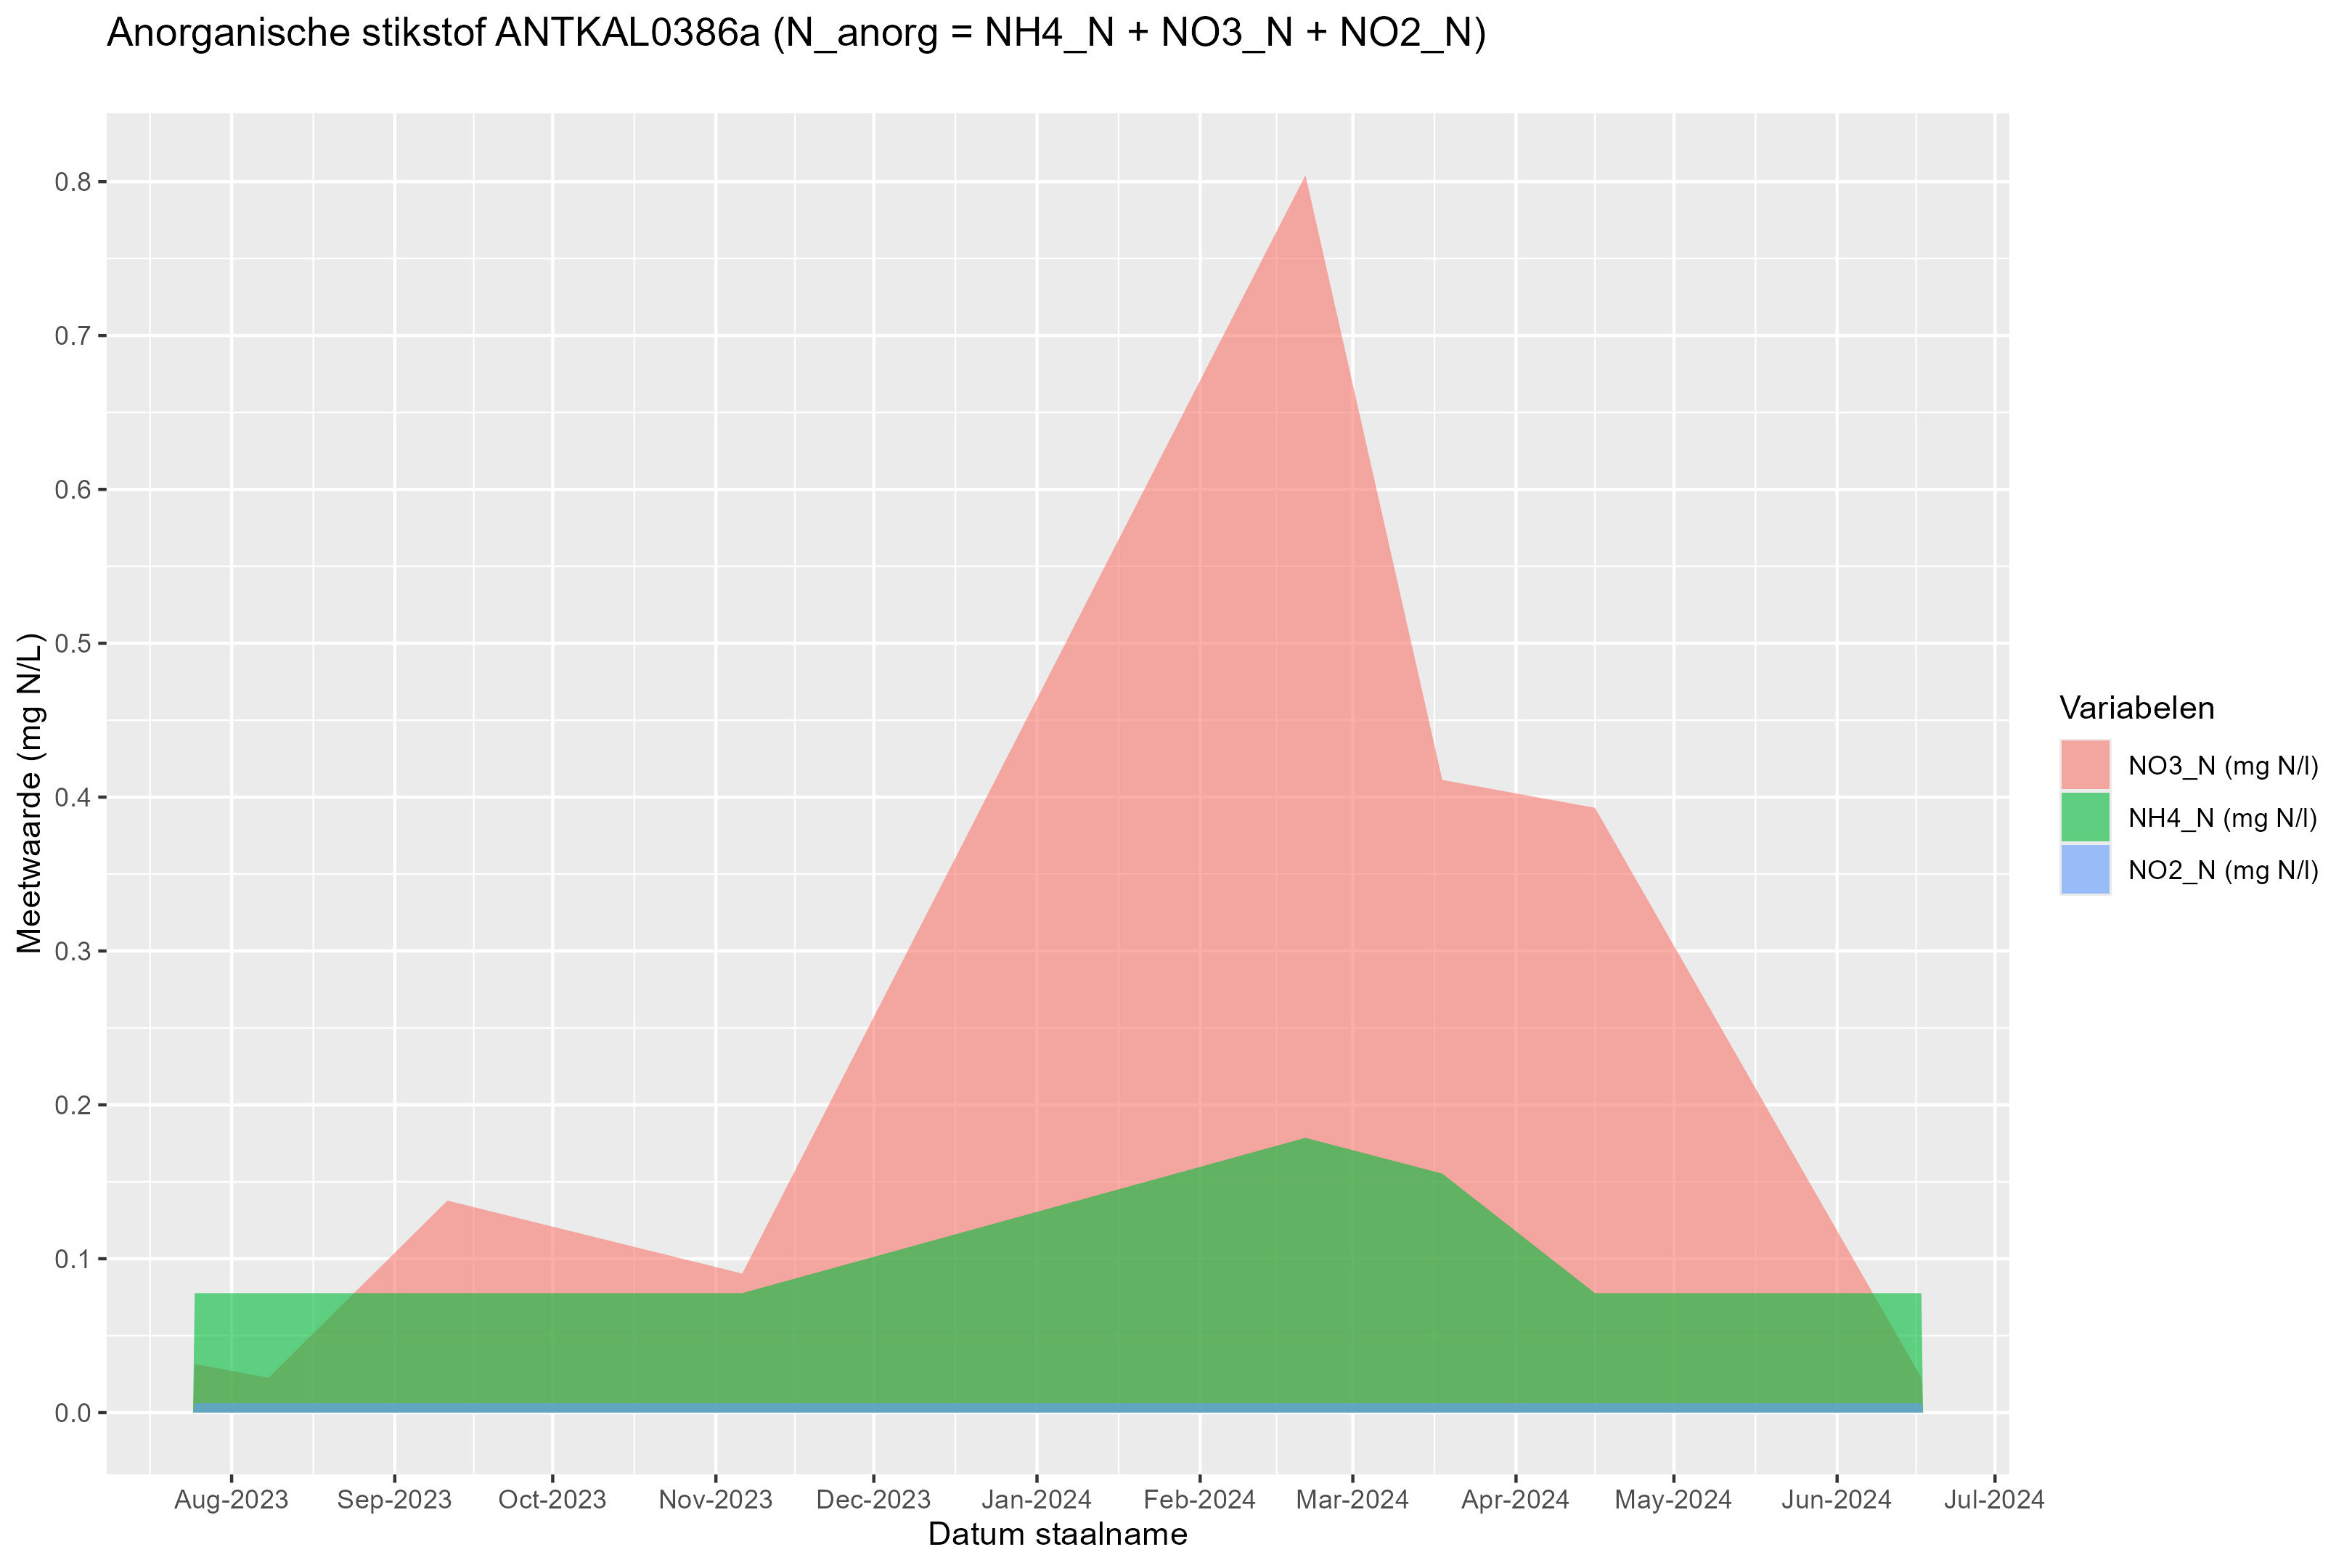 Anorganische stikstof ANTKAL0386a (N_anorg = NH4_N + NO3_N + NO2_N)
Meetwaarde (mg N/L)
0.8
0.7
0.6
0.5
0.4
0.3
0.2
0.1
0.0
Aug-2023 Sep-2023 Oct-2023 Nov-2023 Dec-2023 Jan-2024 Feb-2024 Mar-2024 Apr-2024 May-2024 Jun-2024 Jul-2024
Datum staalname
Variabelen
NO3_N (mg N/l)
NH4_N (mg N/l)
NO2_N (mg N/l)